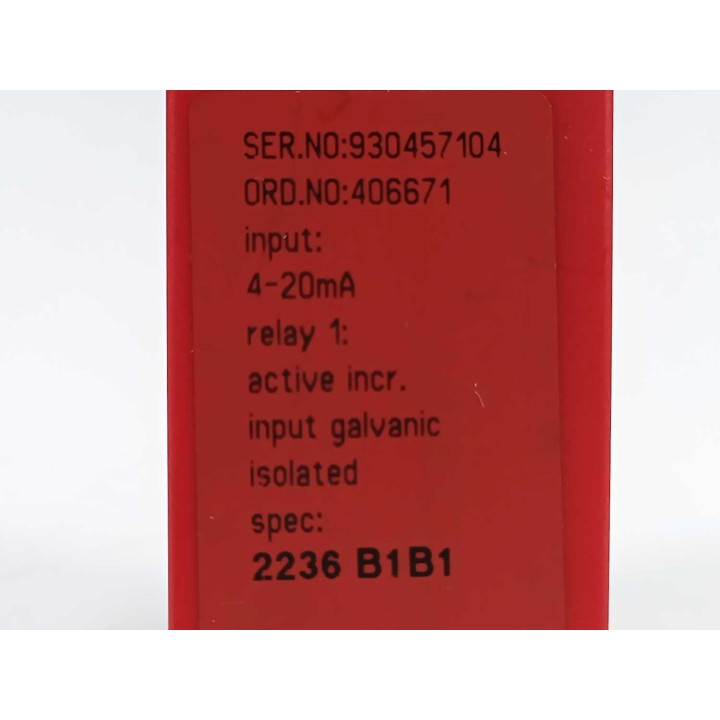 SER.NO:930457104
ORD.NO:406671
input:
4-20mA
relay 1:
active incr.
input galvanic
isolated
spec:
2236 B1B1